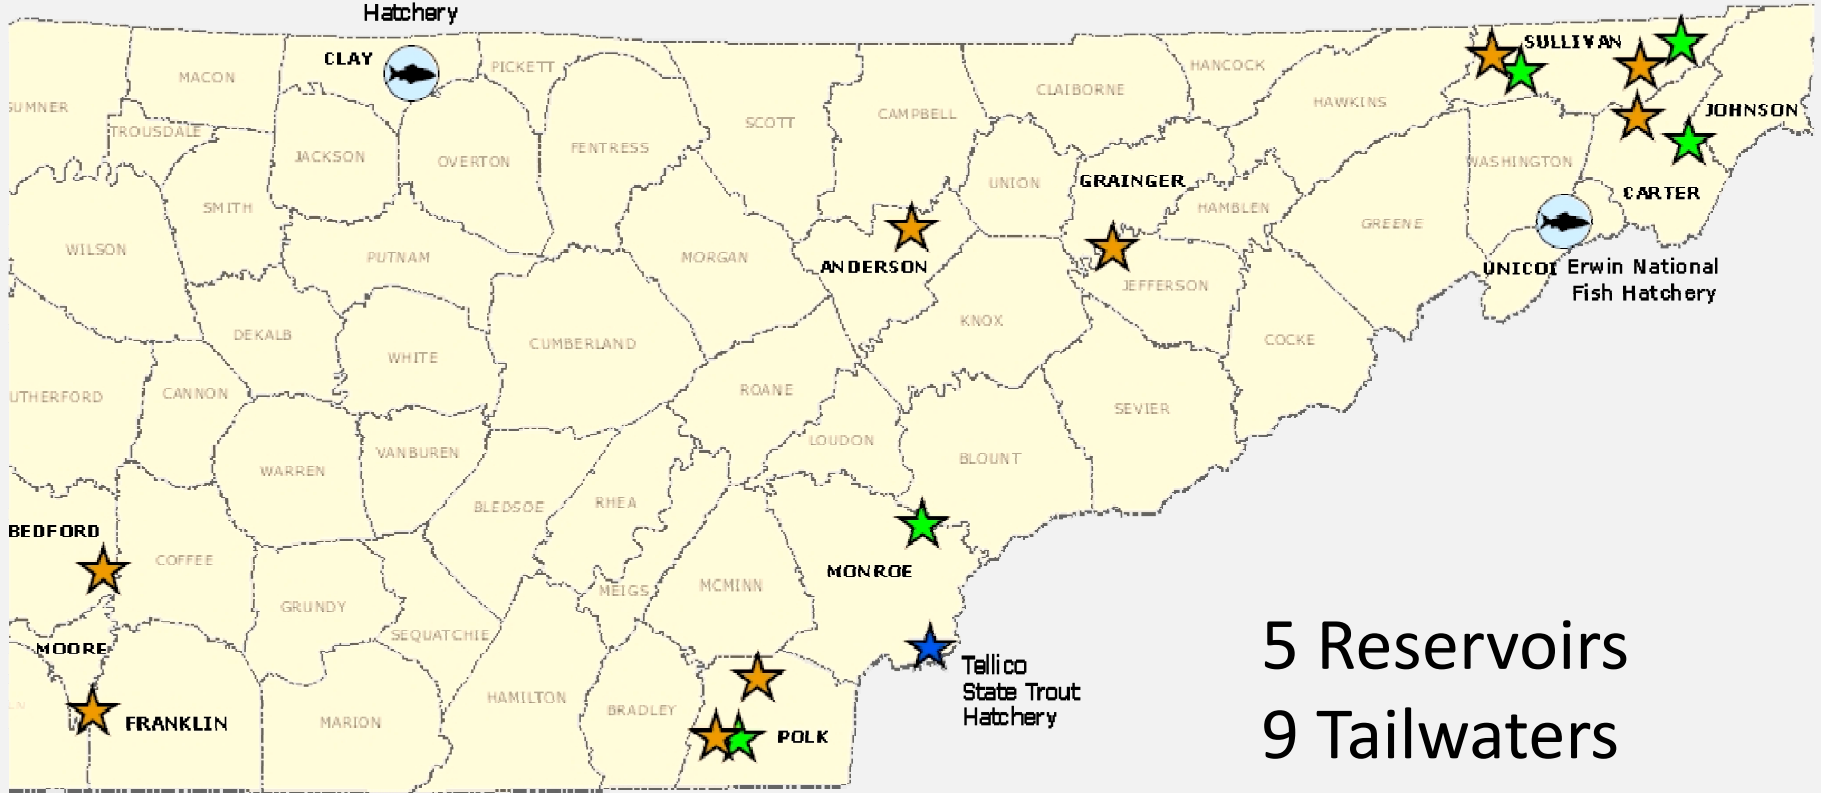 Hatchery
CLAY
PICKETT
SULLIVAN
MACON
HANCOCK
CLAIBORNE
HAWKINS
SUMNER
JOHNSON
CAMPBELL
SCOTT
TROUSDALE
FENTRESS
JACKSON
OVERTON
WASHINGTON
UNION
GRAINGER
CARTER
SMITH
HAMBLEN
GREENE
WILSON
PUTNAM
MORGAN
ANDERSON
UNICOI
Erwin National
Fish Hatchery
JEFFERSON
KNOX
DEKALB
WHITE
CUMBERLAND
COCKE
UTHERFORD
CANNON
ROANE
SEVIER
LOUDON
VANBUREN
BLOUNT
WARREN
BLEDSOE
RHEA
BEDFORD
COFFEE
MONROE
MCMINN
MEIGS
GRUNDY
SEQUATCHIE
MOORE
Tellico
State Trout
Hatchery
HAMILTON
BRADLEY
FRANKLIN
MARION
POLK
5 Reservoirs
9 Tailwaters